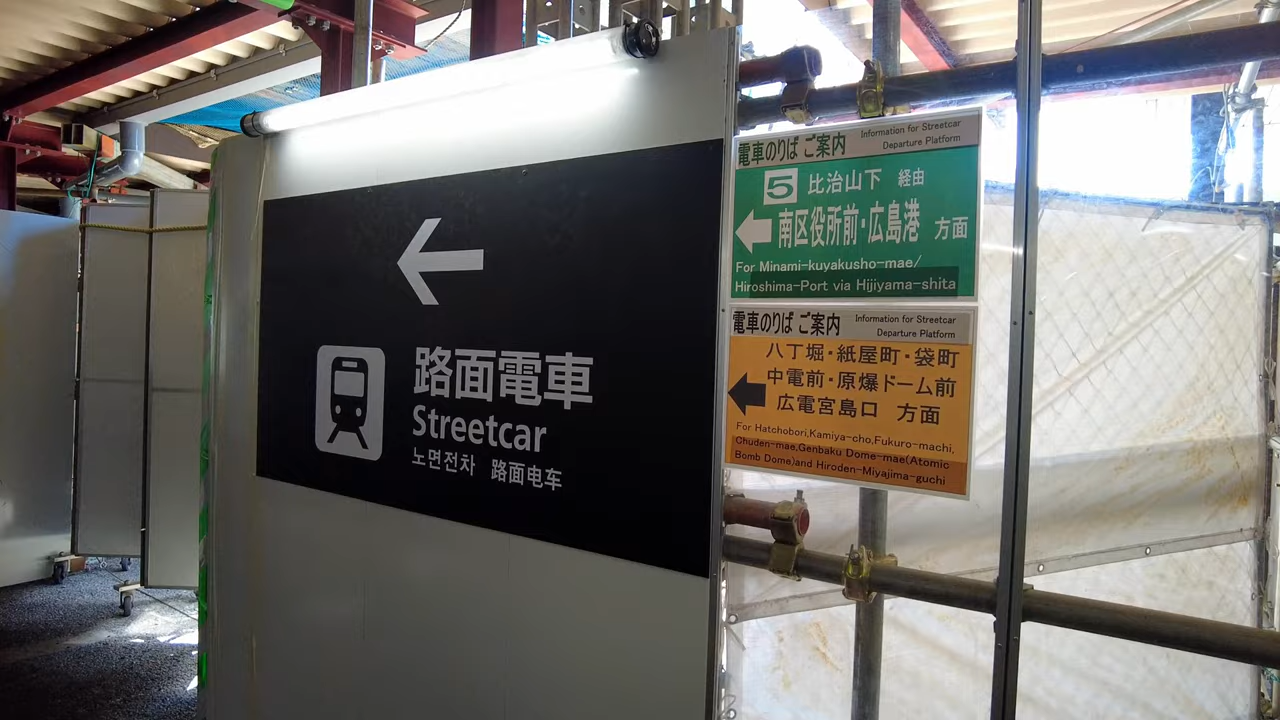 路面電車
Streetcar
노면전차 路面电车
電車のりば ご案内
Information for Streetcar
Departure Platform
5 比治山下 経由
南区役所前・広島港 方面
For Minami-kuyakusho-mae/
Hiroshima-Port via Hijiyama-shita
電車のりば ご案内
Information for Streetcar
Departure Platform
八丁堀・紙屋町・袋町
中電前・原爆ドーム前
広電宮島口 方面
For Hatchobori,Kamiya-cho,Fukuro-machi,
Chuden-mae,Genbaku Dome-mae(Atomic
Bomb Dome)and Hiroden-Miyajima-guchi